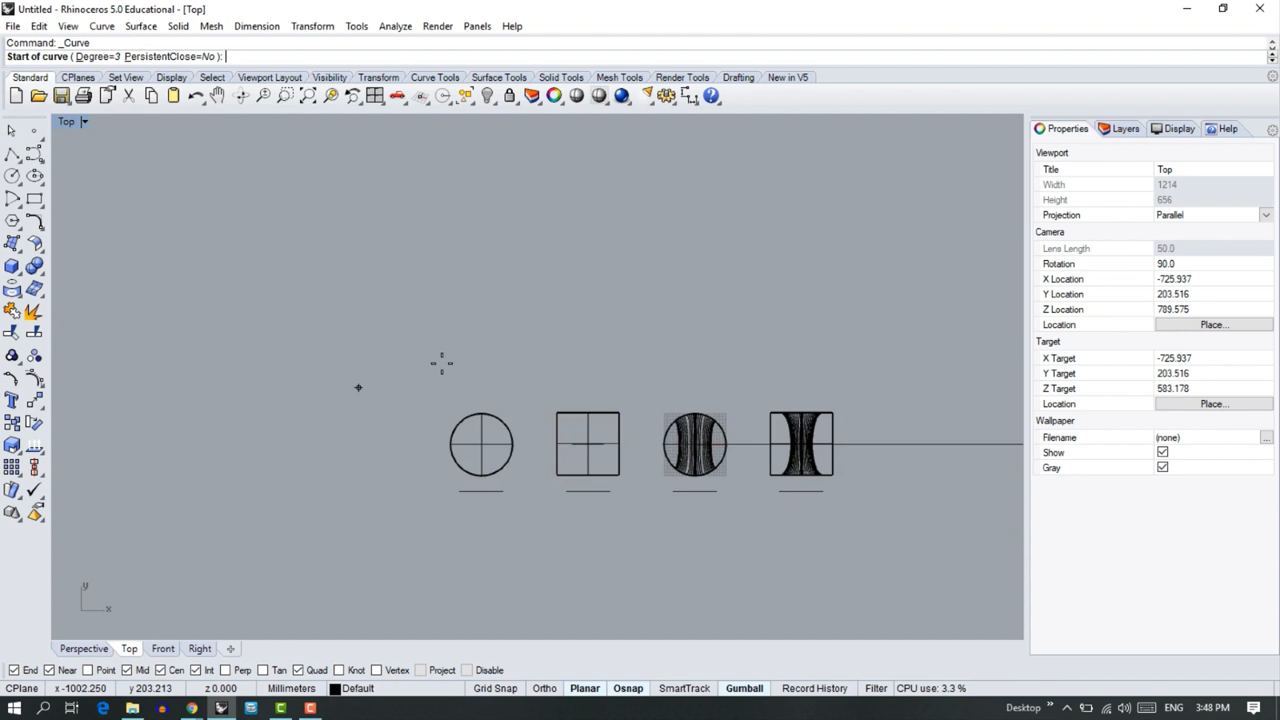 Untitled - Rhinoceros 5.0 Educational - [Top]
File Edit View Curve Surface Solid Mesh Dimension Transform Tools Analyze Render Panels Help
Command: _Curve
Start of curve ( Degree=3 PersistentClose=No ):
Standard CPlanes Set View Display Select Viewport Layout Visibility Transform Curve Tools Surface Tools Solid Tools Mesh Tools Render Tools Drafting New in V5
Top
Properties Layers Display Help
Viewport
Title Top
Width 1214
Height 656
Projection Parallel
Camera
Lens Length 50.0
Rotation 90.0
X Location -725.937
Y Location 203.516
Z Location 789.575
Location Place...
Target
X Target -725.937
Y Target 203.516
Z Target 583.178
Location Place...
Wallpaper
Filename (none) ...
Show
Gray
y
x
Perspective Top Front Right
End Near Point Mid Cen Int Perp Tan Quad Knot Vertex Project Disable
CPlane x -1002.250 y 203.213 z 0.000 Millimeters Default Grid Snap Ortho Planar Osnap SmartTrack Gumball Record History Filter CPU use: 3.3 %
Desktop ENG 3:48 PM